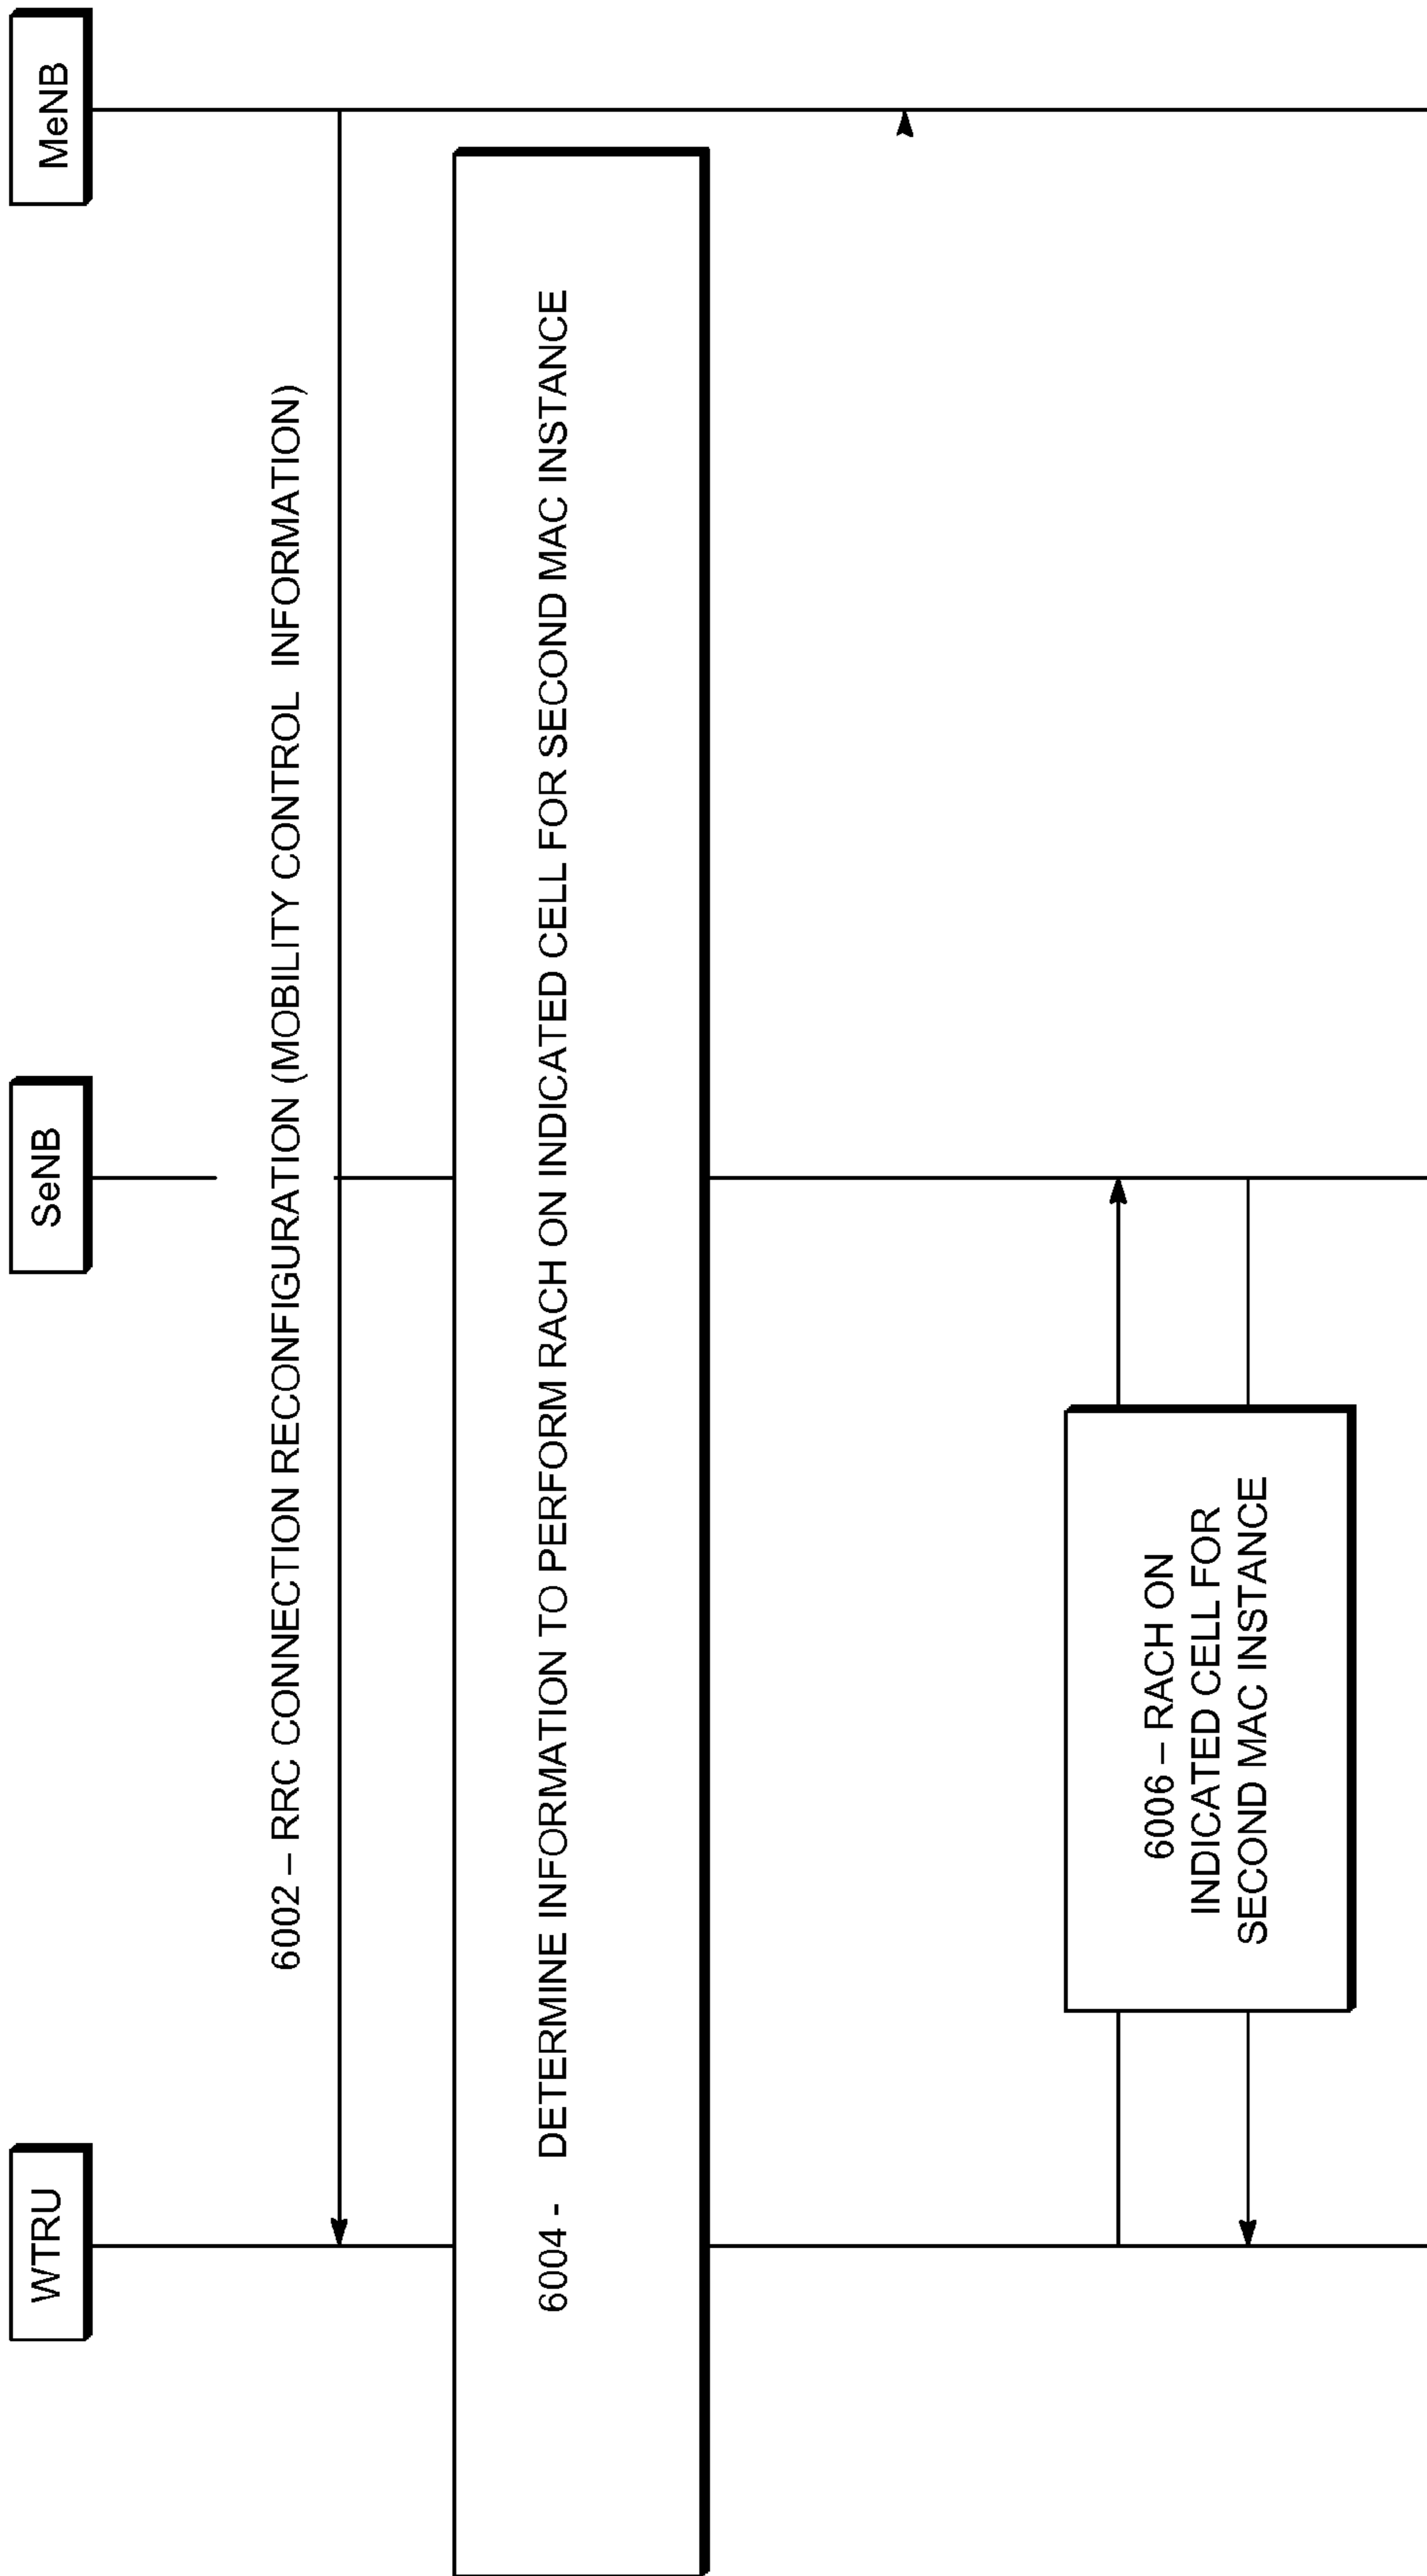 WTRU
SeNB
MeNB
6002 – RRC CONNECTION RECONFIGURATION (MOBILITY CONTROL INFORMATION)
6004 - DETERMINE INFORMATION TO PERFORM RACH ON INDICATED CELL FOR SECOND MAC INSTANCE
6006 – RACH ON
INDICATED CELL FOR
SECOND MAC INSTANCE